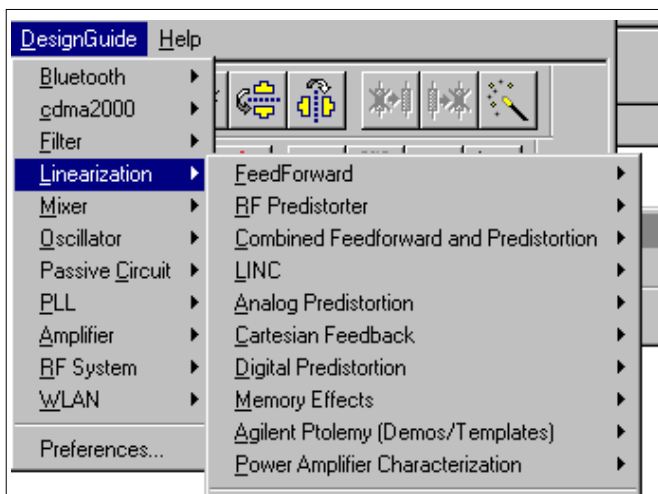 DesignGuide Help
Bluetooth
cdma2000
Filter
Linearization
Mixer
Oscillator
Passive Circuit
PLL
Amplifier
RF System
WLAN
Preferences...
FeedForward
RF Predistorter
Combined Feedforward and Predistortion
LINC
Analog Predistortion
Cartesian Feedback
Digital Predistortion
Memory Effects
Agilent Ptolemy (Demos/Templates)
Power Amplifier Characterization